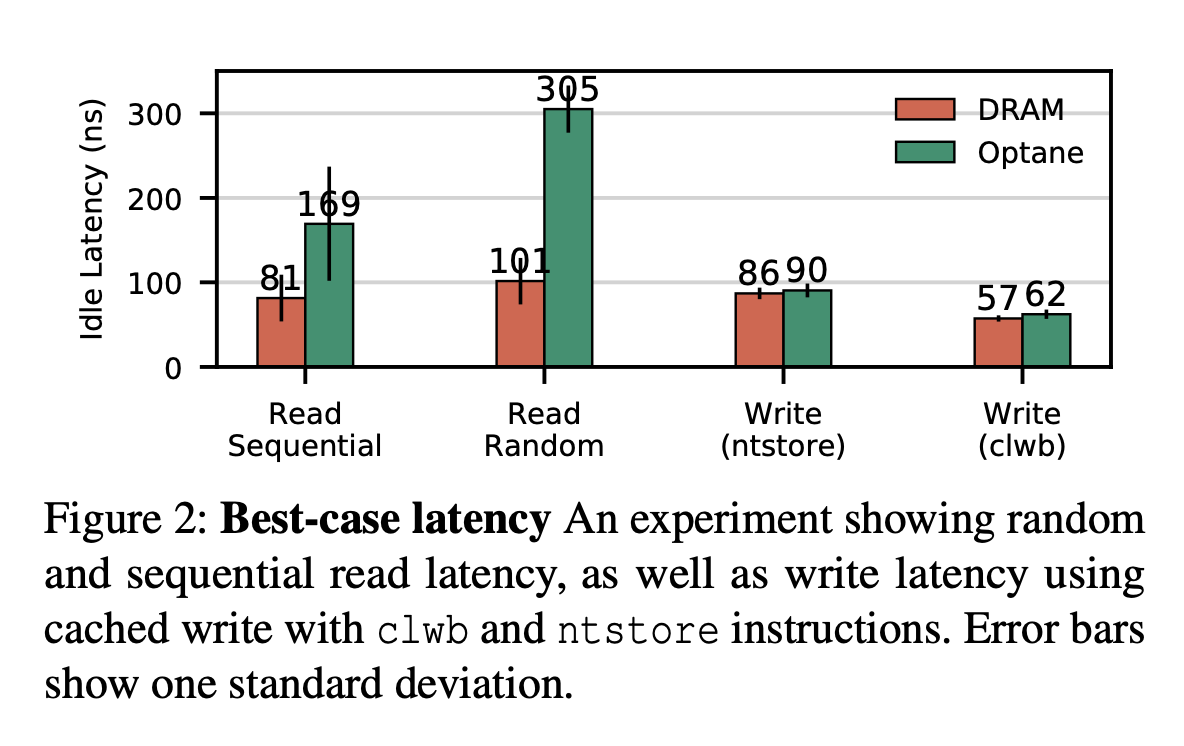 Idle Latency (ns)
300
200
100
0
81
169
101
305
86
90
57
62
DRAM
Optane
Read
Sequential
Read
Random
Write
(ntstore)
Write
(clwb)
Figure 2: Best-case latency An experiment showing random
and sequential read latency, as well as write latency using
cached write with clwb and ntstore instructions. Error bars
show one standard deviation.